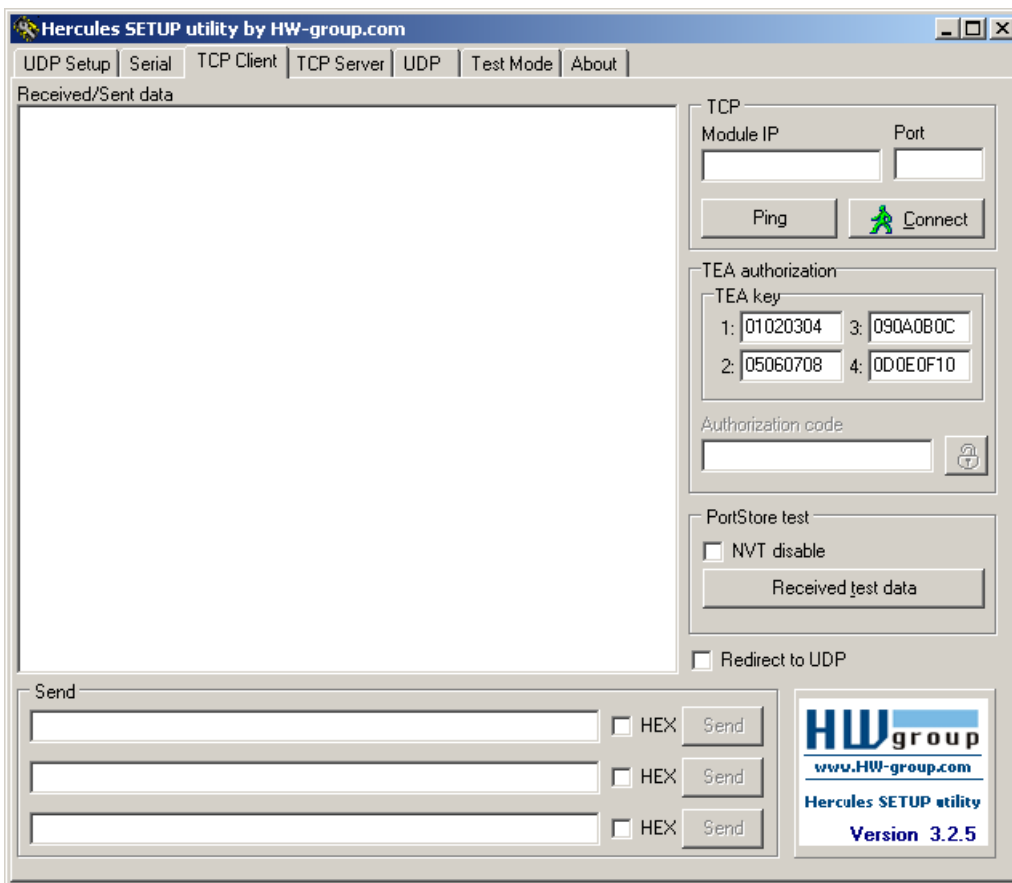 Hercules SETUP utility by HW-group.com
UDP Setup Serial TCP Client TCP Server UDP Test Mode About
Received/Sent data
TCP
Module IP Port
Ping Connect
TEA authorization
TEA key
1: 01020304 3: 090A0B0C
2: 05060708 4: 0D0E0F10
Authorization code
PortStore test
NVT disable
Received test data
Redirect to UDP
Send
HEX Send
HEX Send
HEX Send
HW group
www.HW-group.com
Hercules SETUP utility
Version 3.2.5